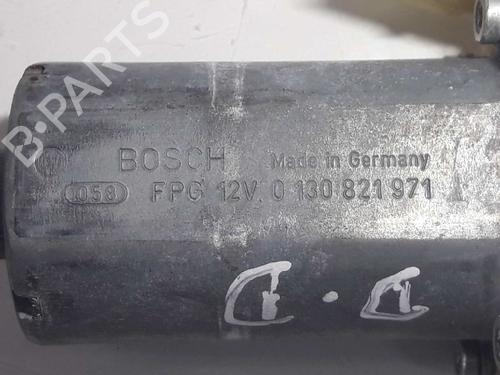 B-PARTS
BOSCH Made in Germany
058 FPG 12V 0 130 821 971
D.D